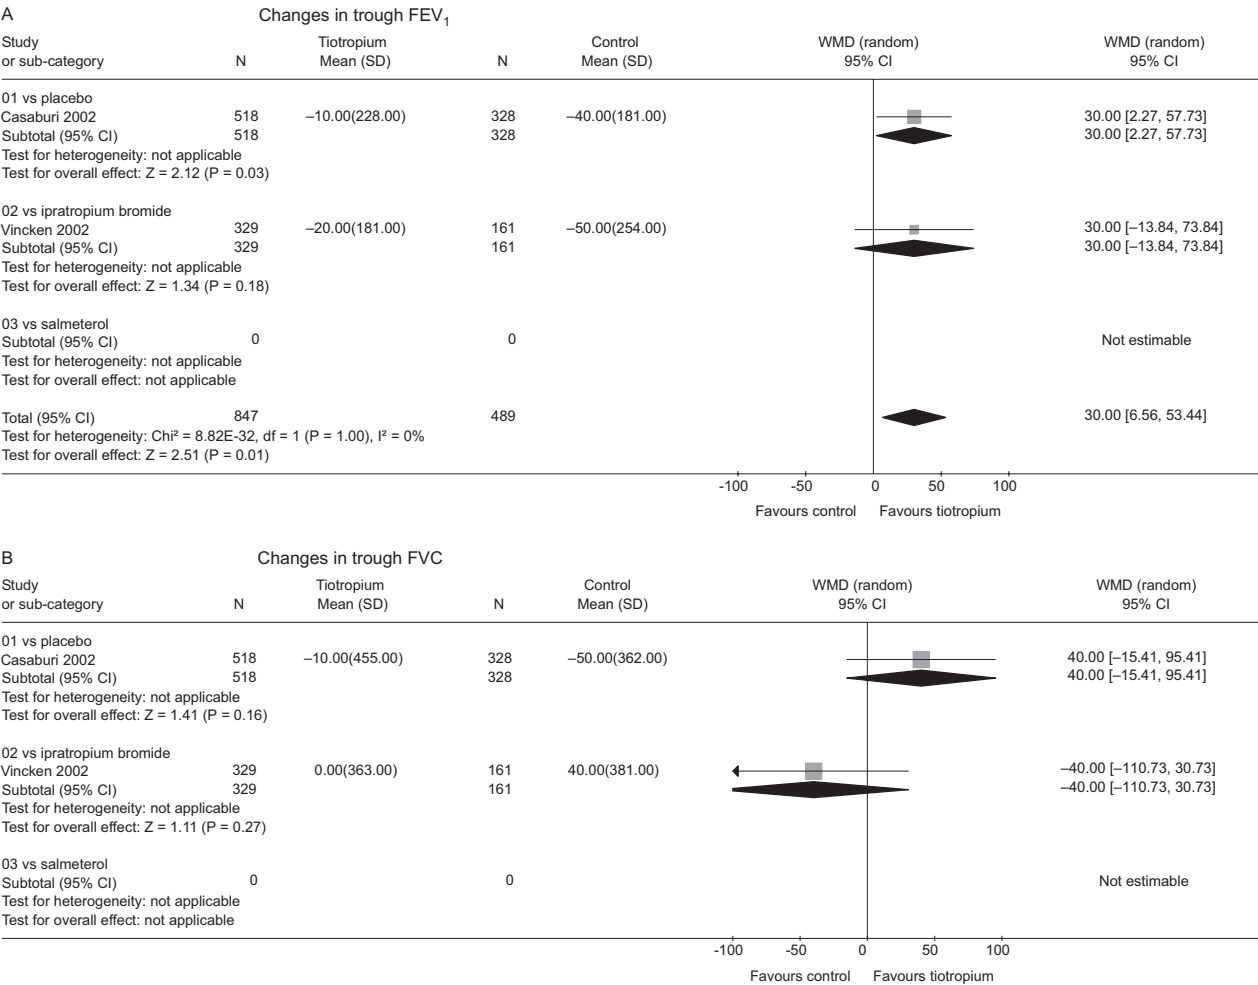 A
Changes in trough FEV1
Study Tiotropium Control WMD (random) WMD (random)
or sub-category N Mean (SD) N Mean (SD) 95% CI 95% CI
01 vs placebo
Casaburi 2002 518 –10.00(228.00) 328 –40.00(181.00) 30.00 [2.27, 57.73]
Subtotal (95% CI) 518 328 30.00 [2.27, 57.73]
Test for heterogeneity: not applicable
Test for overall effect: Z = 2.12 (P = 0.03)
02 vs ipratropium bromide
Vincken 2002 329 –20.00(181.00) 161 –50.00(254.00) 30.00 [–13.84, 73.84]
Subtotal (95% CI) 329 161 30.00 [–13.84, 73.84]
Test for heterogeneity: not applicable
Test for overall effect: Z = 1.34 (P = 0.18)
03 vs salmeterol
Subtotal (95% CI) 0 0 Not estimable
Test for heterogeneity: not applicable
Test for overall effect: not applicable
Total (95% CI) 847 489 30.00 [6.56, 53.44]
Test for heterogeneity: Chi² = 8.82E-32, df = 1 (P = 1.00), I² = 0%
Test for overall effect: Z = 2.51 (P = 0.01)
-100 -50 0 50 100
Favours control Favours tiotropium
B
Changes in trough FVC
Study Tiotropium Control WMD (random) WMD (random)
or sub-category N Mean (SD) N Mean (SD) 95% CI 95% CI
01 vs placebo
Casaburi 2002 518 –10.00(455.00) 328 –50.00(362.00) 40.00 [–15.41, 95.41]
Subtotal (95% CI) 518 328 40.00 [–15.41, 95.41]
Test for heterogeneity: not applicable
Test for overall effect: Z = 1.41 (P = 0.16)
02 vs ipratropium bromide
Vincken 2002 329 0.00(363.00) 161 40.00(381.00) –40.00 [–110.73, 30.73]
Subtotal (95% CI) 329 161 –40.00 [–110.73, 30.73]
Test for heterogeneity: not applicable
Test for overall effect: Z = 1.11 (P = 0.27)
03 vs salmeterol
Subtotal (95% CI) 0 0 Not estimable
Test for heterogeneity: not applicable
Test for overall effect: not applicable
-100 -50 0 50 100
Favours control Favours tiotropium